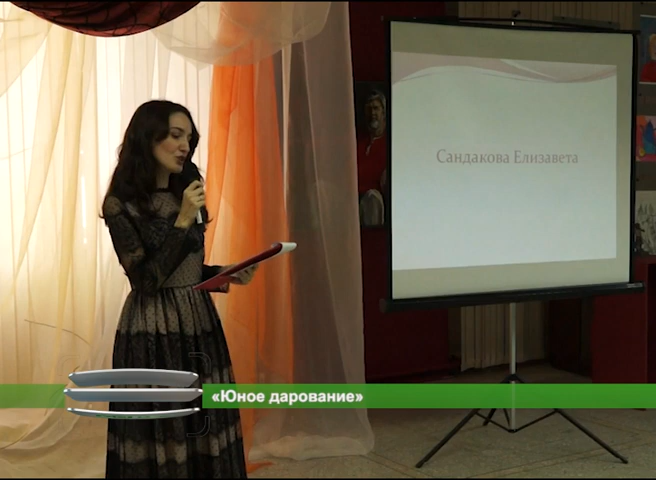 Сандакова Елизавета
«Юное дарование»